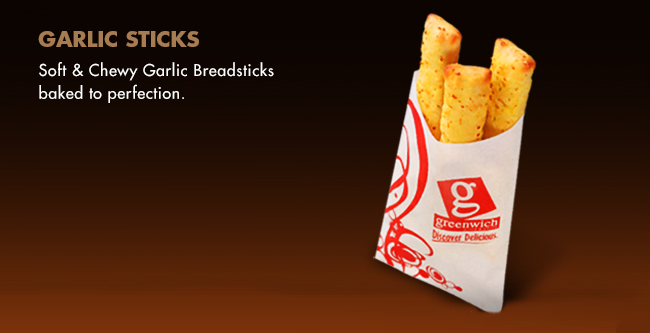 GARLIC STICKS
Soft & Chewy Garlic Breadsticks
baked to perfection.
g
greenwich
Discover Delicious.